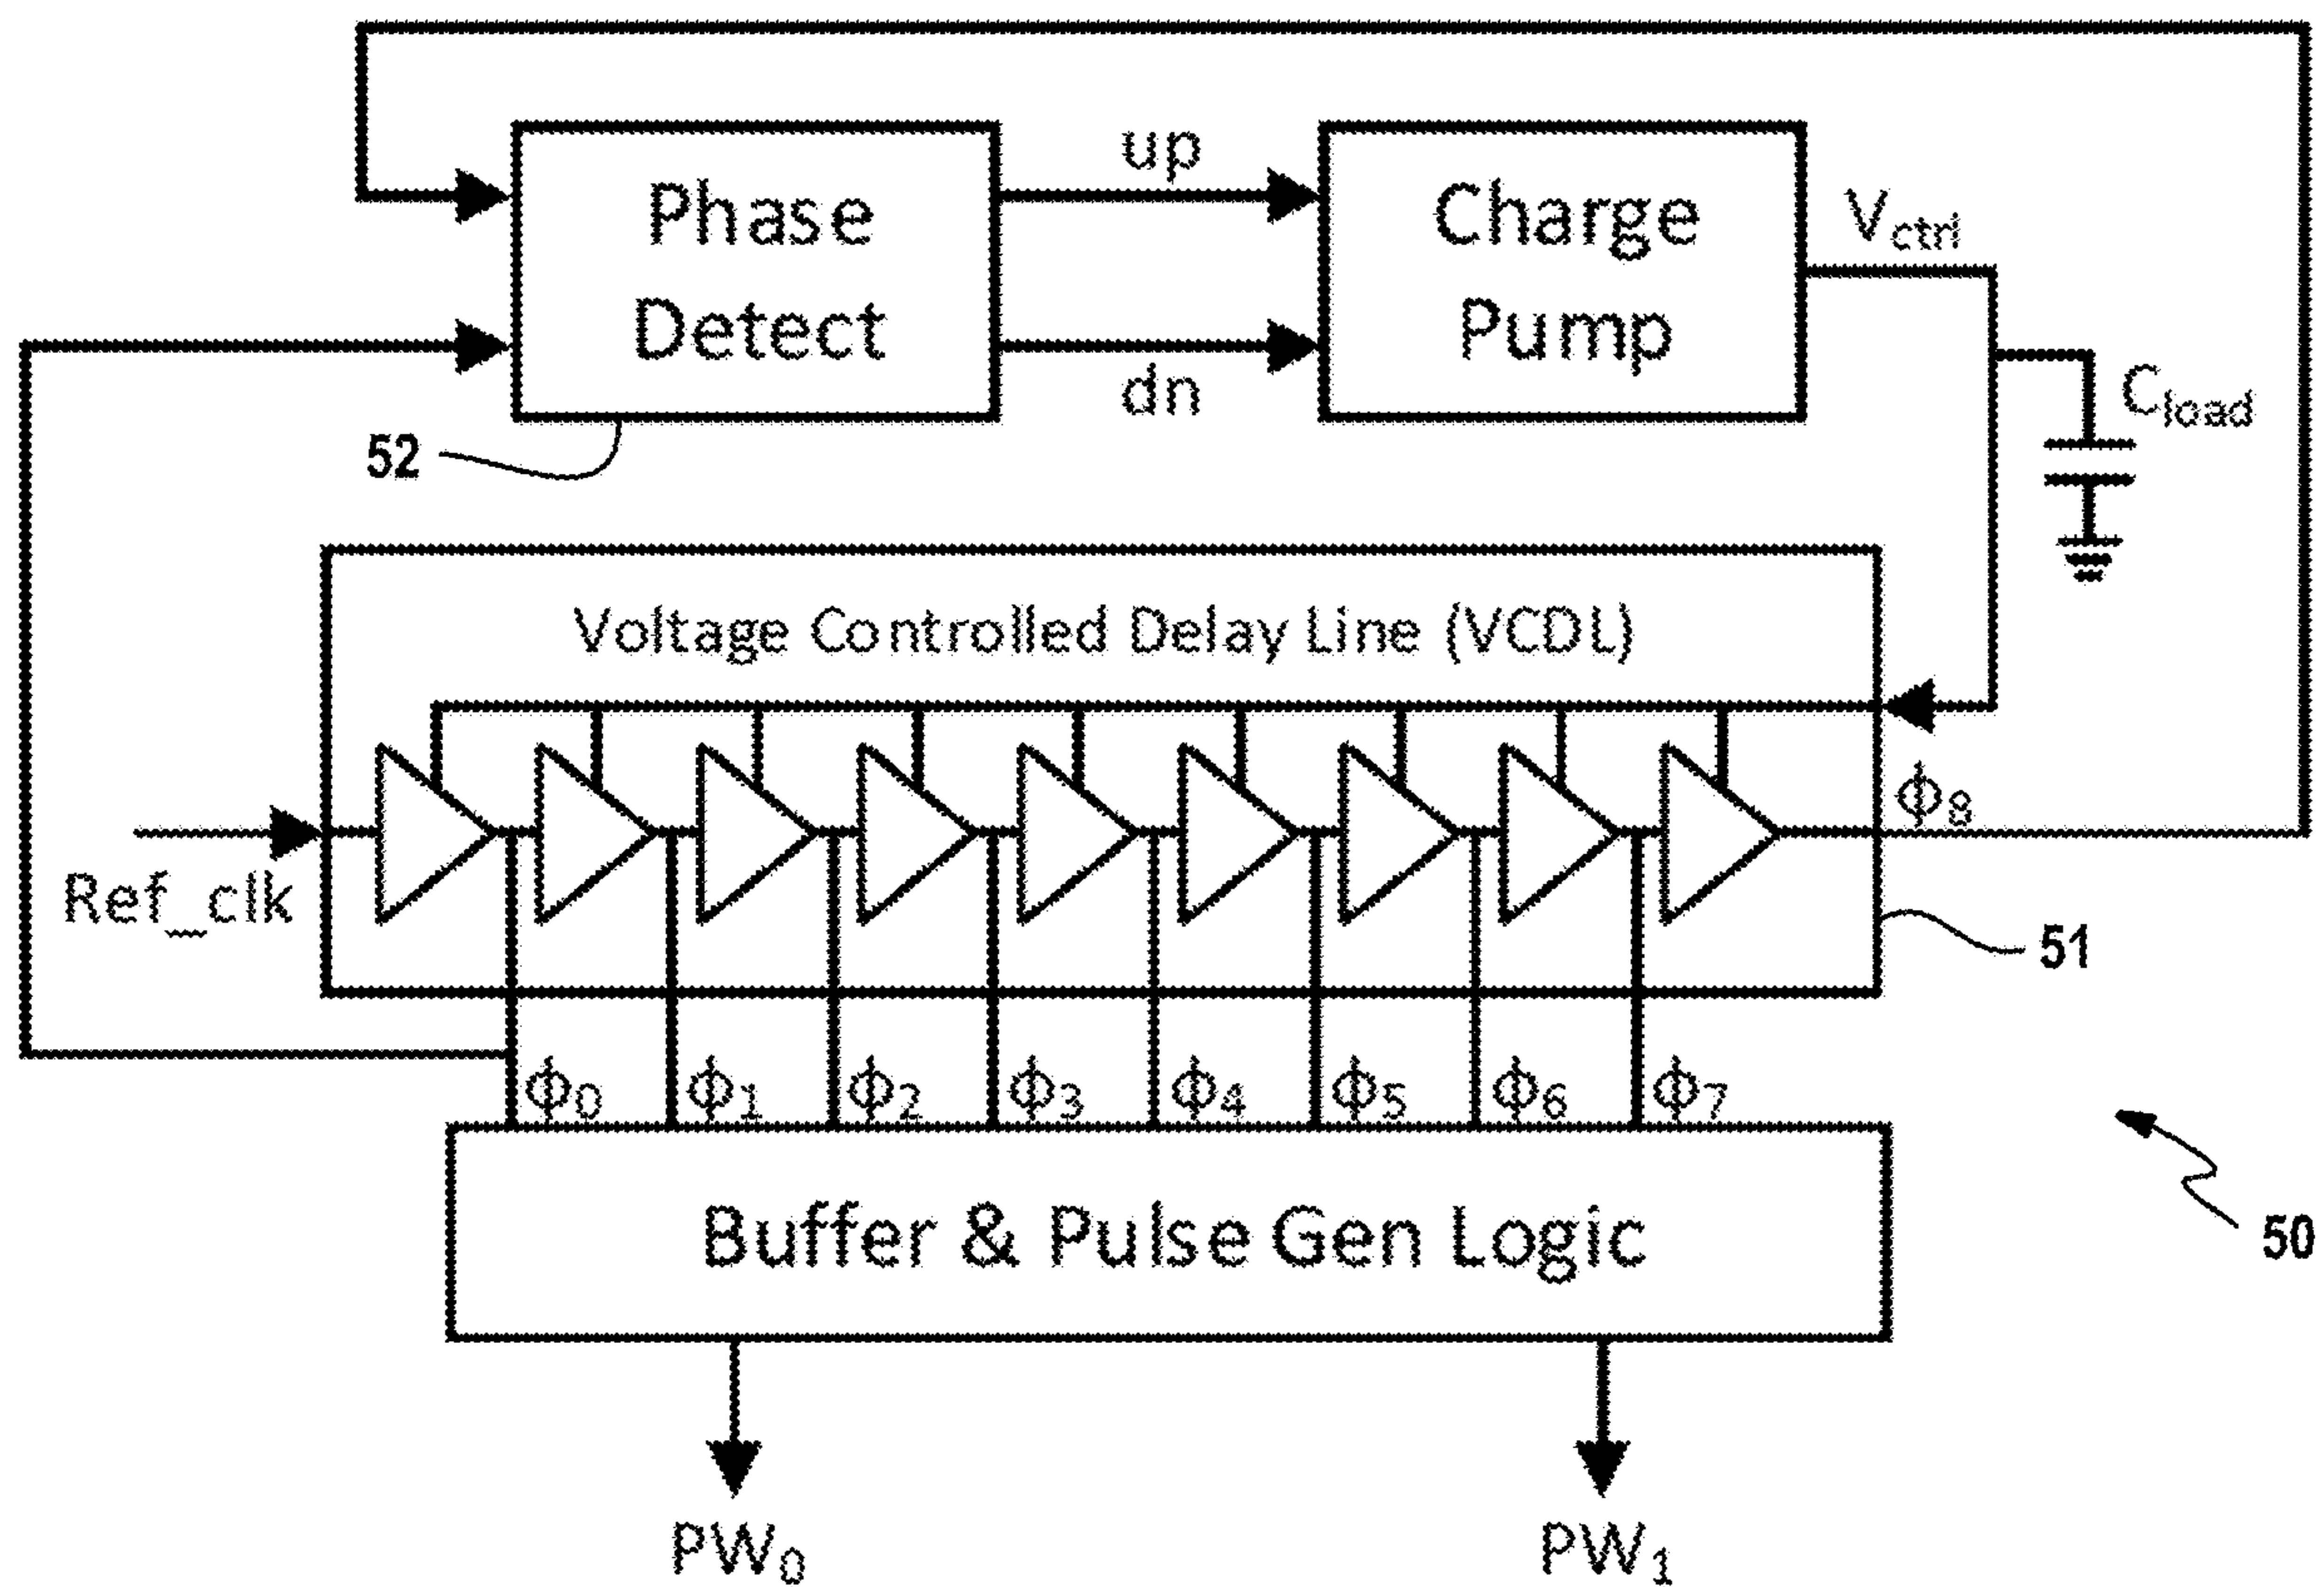 up
Phase
Detect
Charge
Pump
V_ctrl
dn
C_load
52
Voltage Controlled Delay Line (VCDL)
ϕ8
Ref_clk
51
ϕ0 ϕ1 ϕ2 ϕ3 ϕ4 ϕ5 ϕ6 ϕ7
Buffer & Pulse Gen Logic
50
PW0 PW1